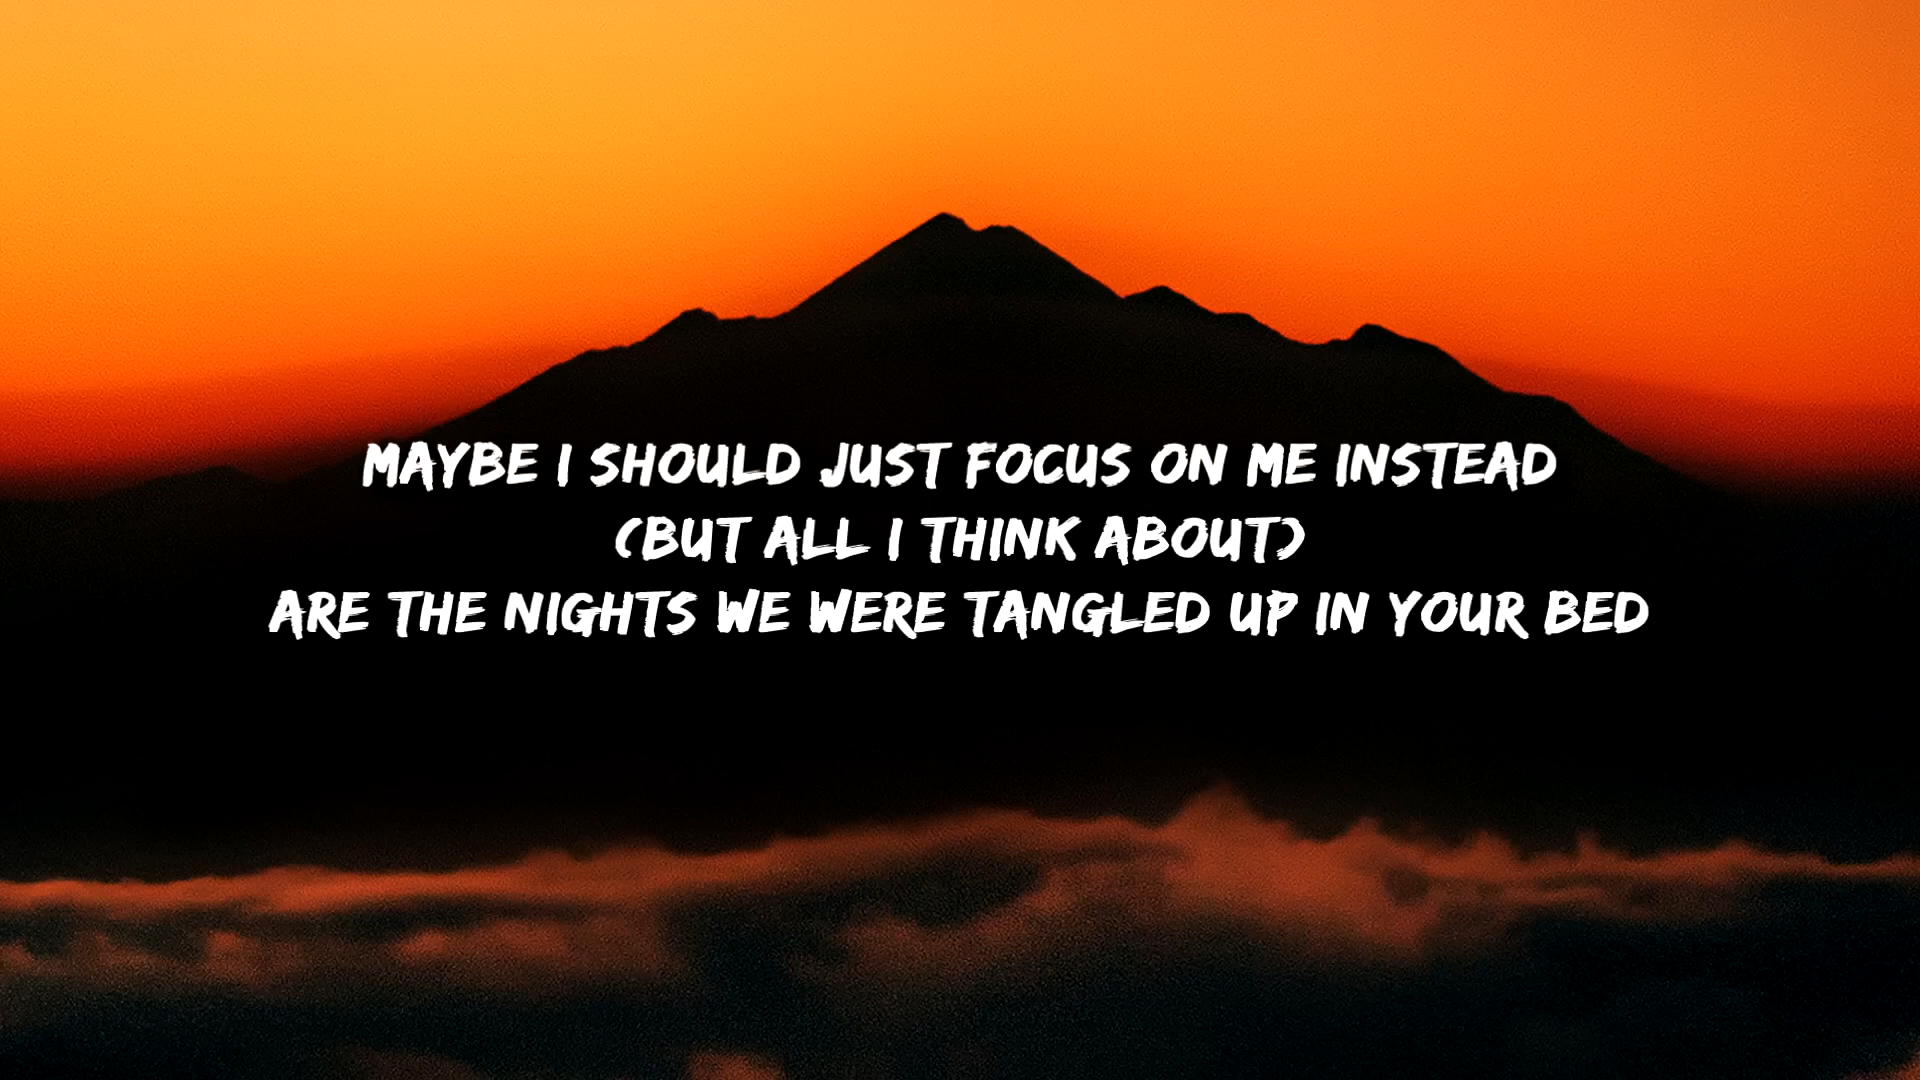 MAYBE I SHOULD JUST FOCUS ON ME INSTEAD
(BUT ALL I THINK ABOUT)
ARE THE NIGHTS WE WERE TANGLED UP IN YOUR BED